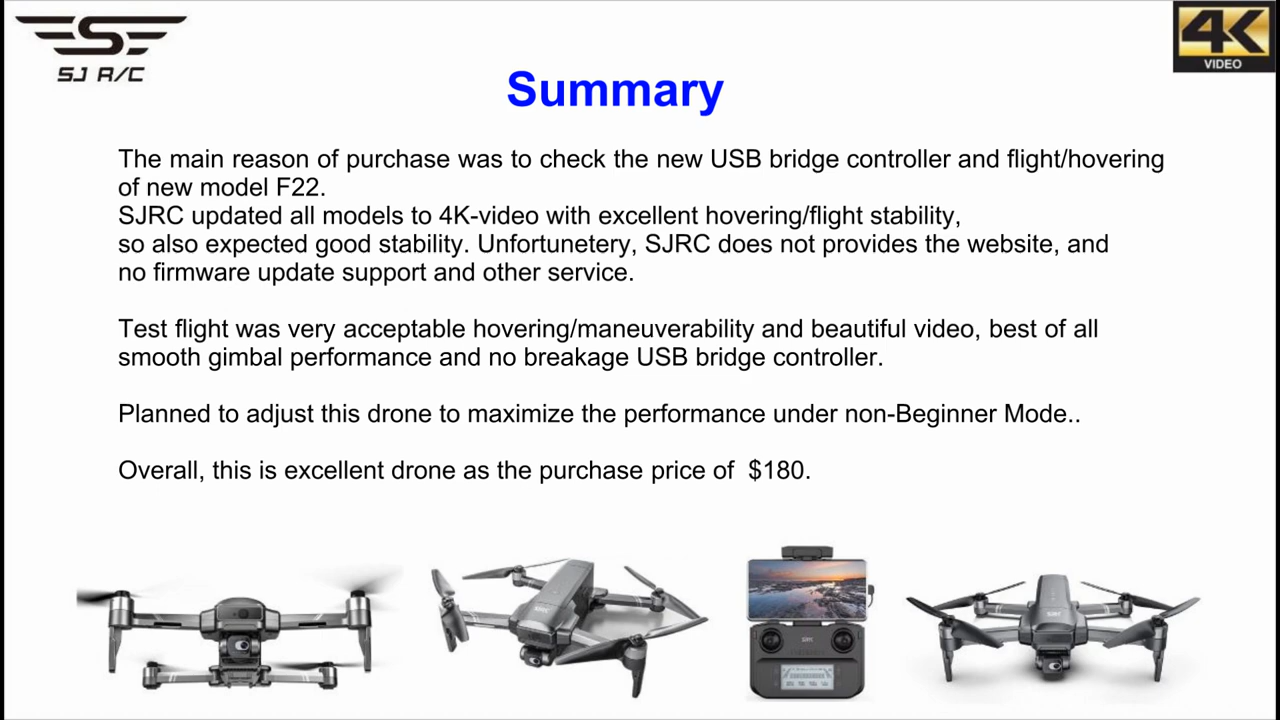 SJ R/C
4K
VIDEO
Summary
The main reason of purchase was to check the new USB bridge controller and flight/hovering
of new model F22.
SJRC updated all models to 4K-video with excellent hovering/flight stability,
so also expected good stability. Unfortunetery, SJRC does not provides the website, and
no firmware update support and other service.
Test flight was very acceptable hovering/maneuverability and beautiful video, best of all
smooth gimbal performance and no breakage USB bridge controller.
Planned to adjust this drone to maximize the performance under non-Beginner Mode..
Overall, this is excellent drone as the purchase price of  $180.